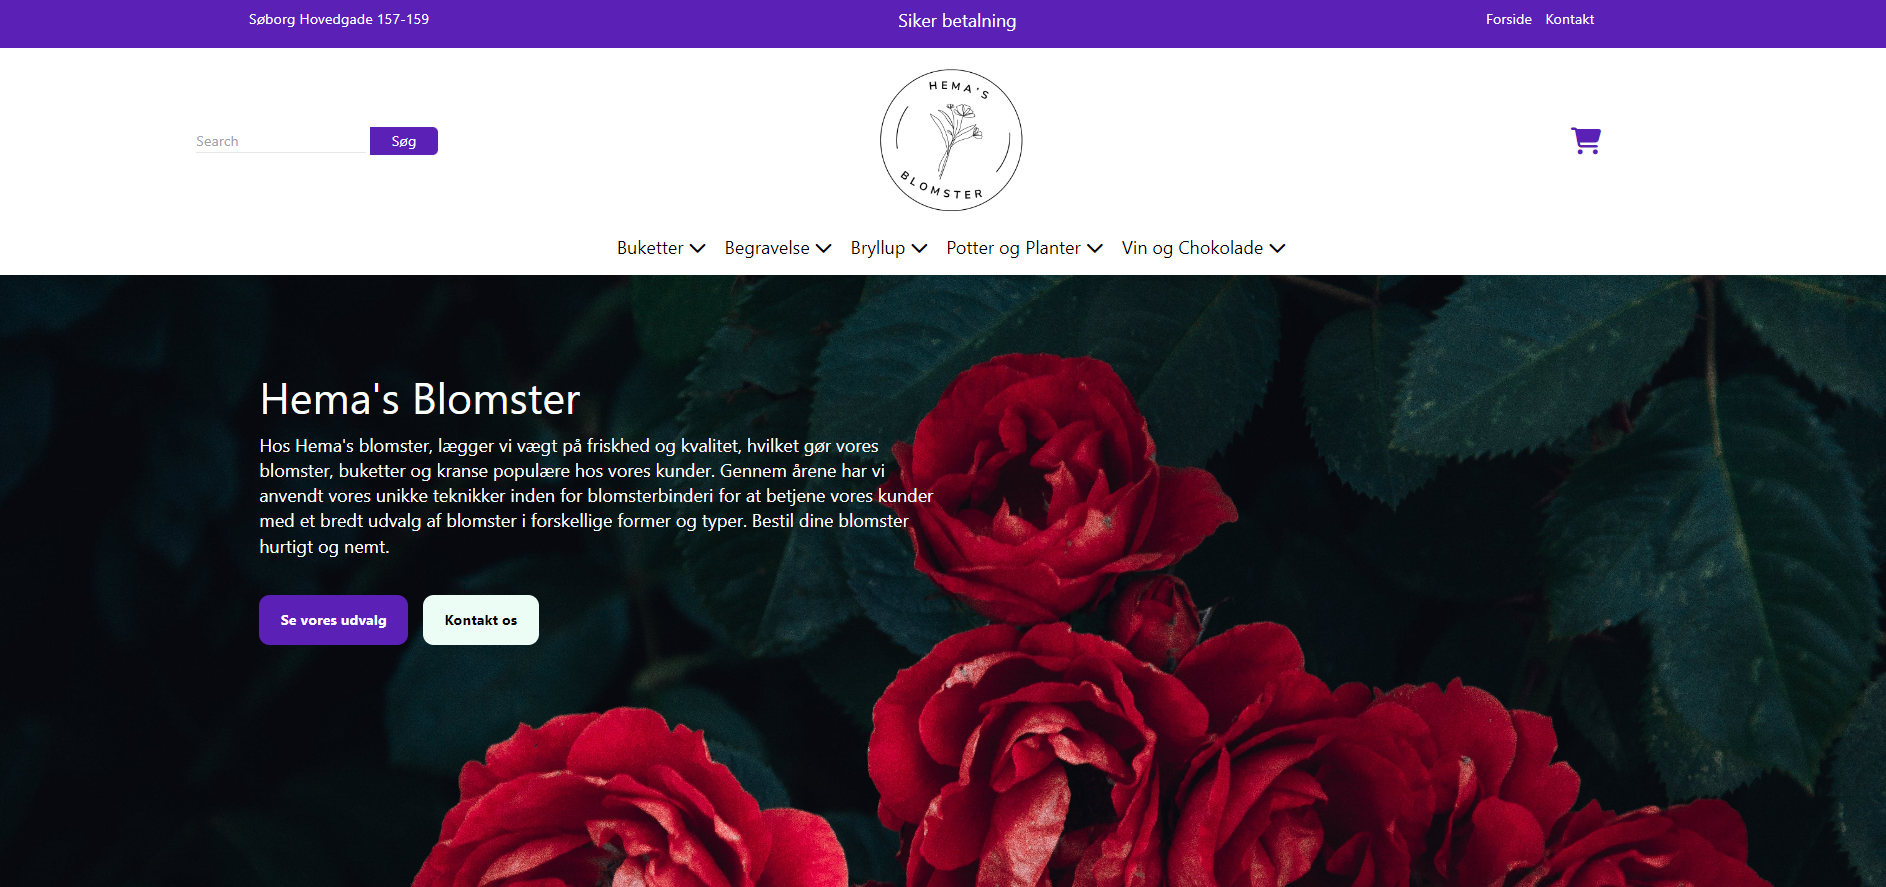 Søborg Hovedgade 157-159
Siker betalning
Forside
Kontakt
Search
Søg
HEMA'S
BLOMSTER
Buketter
Begravelse
Bryllup
Potter og Planter
Vin og Chokolade
Hema's Blomster
Hos Hema's blomster, lægger vi vægt på friskhed og kvalitet, hvilket gør vores
blomster, buketter og kranse populære hos vores kunder. Gennem årene har vi
anvendt vores unikke teknikker inden for blomsterbinderi for at betjene vores kunder
med et bredt udvalg af blomster i forskellige former og typer. Bestil dine blomster
hurtigt og nemt.
Se vores udvalg
Kontakt os